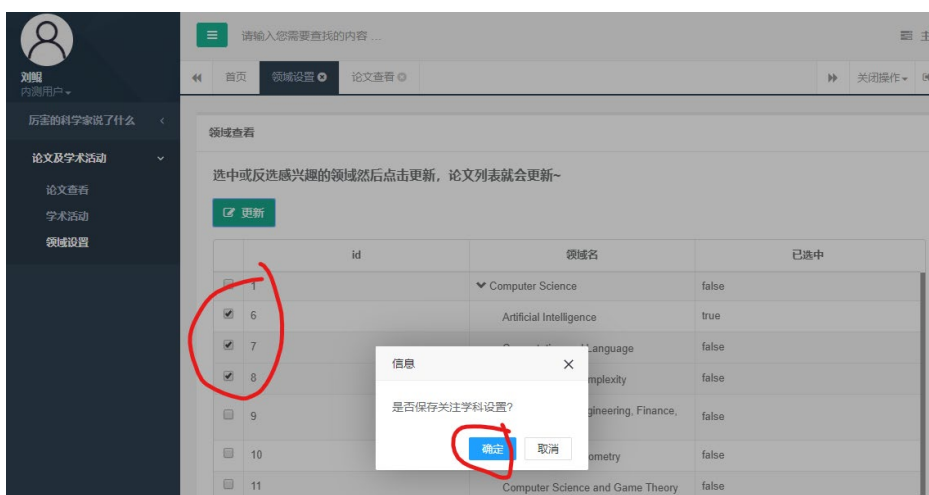 请输入您需要查找的内容 ...
刘鲲
内测用户
首页
领域设置
论文查看
关闭操作
厉害的科学家说了什么
论文及学术活动
论文查看
学术活动
领域设置
领域查看
选中或反选感兴趣的领域然后点击更新，论文列表就会更新~
更新
id
领域名
已选中
1
Computer Science
false
6
Artificial Intelligence
true
7
Language
false
8
false
9
Finance,
false
10
false
11
Computer Science and Game Theory
false
信息
是否保存关注学科设置?
确定
取消